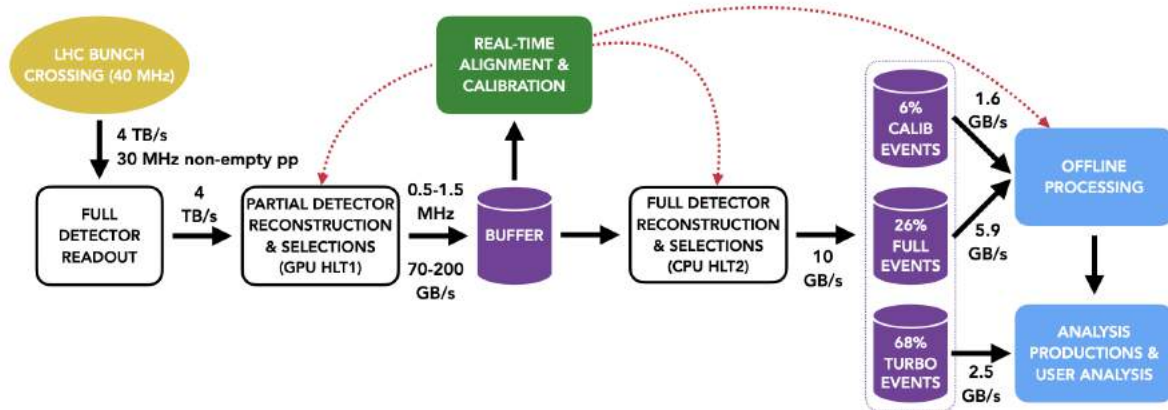 LHC BUNCH
CROSSING (40 MHz)
4 TB/s
30 MHz non-empty pp
FULL
DETECTOR
READOUT
4
TB/s
PARTIAL DETECTOR
RECONSTRUCTION
& SELECTIONS
(GPU HLT1)
0.5-1.5
MHz
70-200
GB/s
REAL-TIME
ALIGNMENT &
CALIBRATION
BUFFER
FULL DETECTOR
RECONSTRUCTION
& SELECTIONS
(CPU HLT2)
10
GB/s
6%
CALIB
EVENTS
1.6
GB/s
26%
FULL
EVENTS
5.9
GB/s
68%
TURBO
EVENTS
2.5
GB/s
OFFLINE
PROCESSING
ANALYSIS
PRODUCTIONS &
USER ANALYSIS